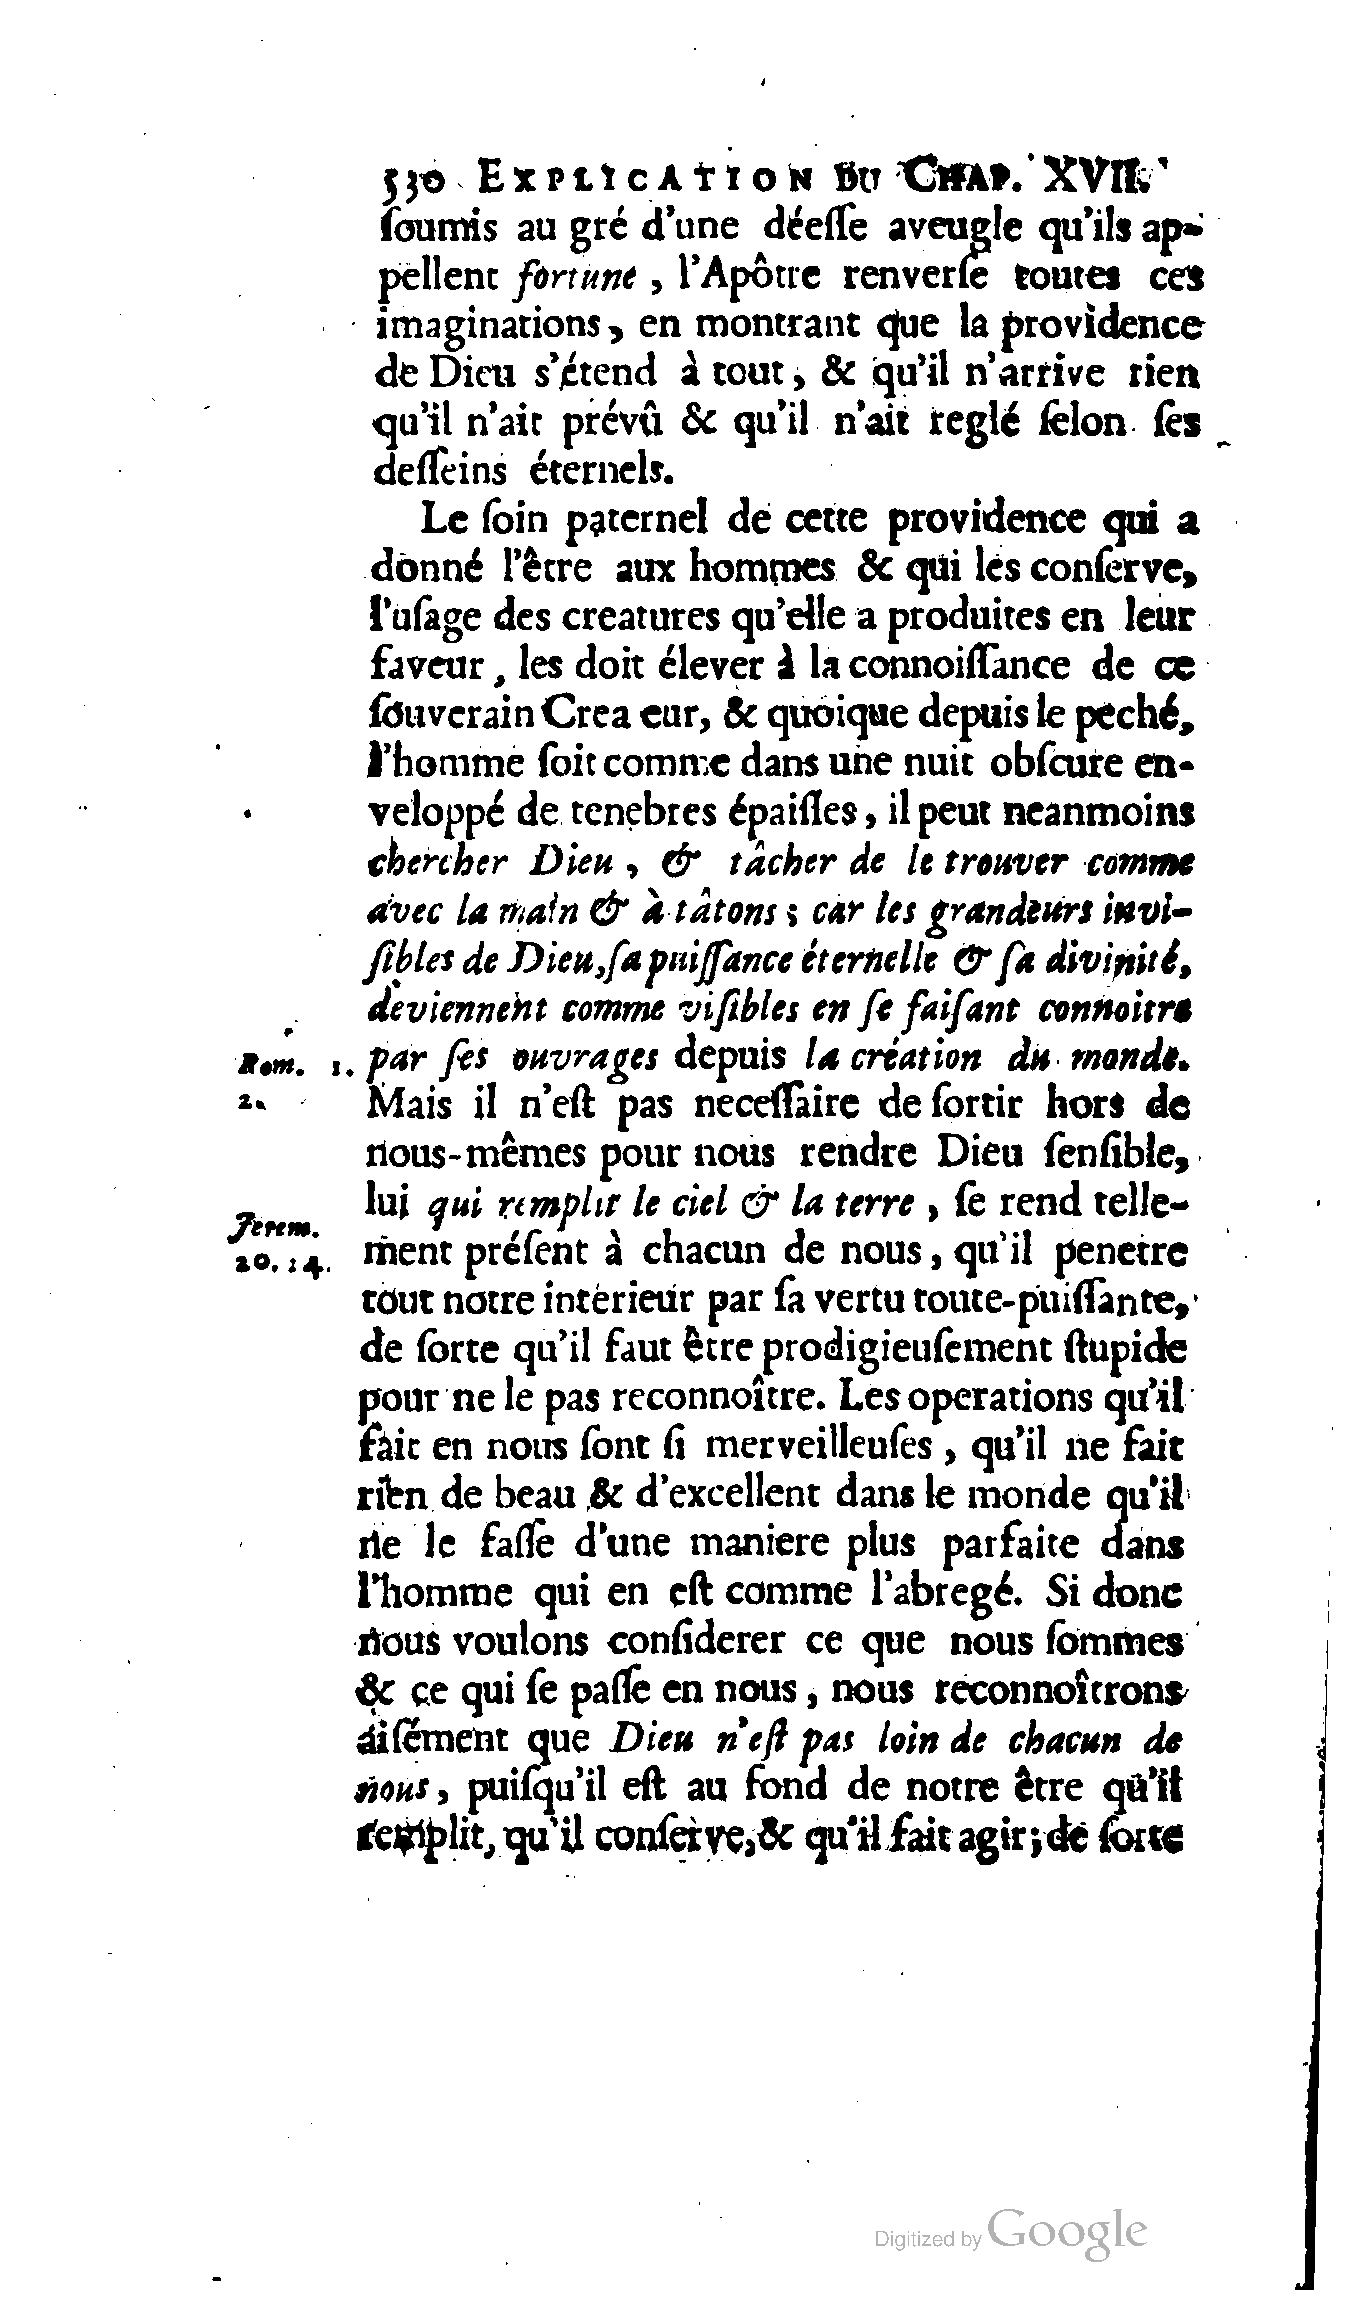 530 EXPLICATION DU CHAP. XVII.
ſoumis au gré d'une déeſſe aveugle qu'ils ap-
pellent fortune, l'Apôtre renverſe toutes ces
imaginations, en montrant que la providence
de Dieu s'étend à tout, & qu'il n'arrive rien
qu'il n'ait prévû & qu'il n'ait reglé ſelon ſes
deſſeins éternels.
Le ſoin paternel de cette providence qui a
donné l'être aux hommes & qui les conſerve,
l'uſage des creatures qu'elle a produites en leur
faveur, les doit élever à la connoiſſance de ce
ſouverain Crea eur, & quoique depuis le peché,
l'homme ſoit comme dans une nuit obſcure en-
veloppé de tenebres épaiſſes, il peut neanmoins
chercher Dieu, & tâcher de le trouver comme
avec la main & à tâtons; car les grandeurs invi-
ſibles de Dieu, ſa puiſſance éternelle & ſa divinité,
deviennent comme viſibles en ſe faiſant connoitre
Rom. 1. par ſes ouvrages depuis la création du monde.
2. Mais il n'eſt pas neceſſaire de ſortir hors de
nous-mêmes pour nous rendre Dieu ſenſible,
lui qui remplit le ciel & la terre, ſe rend telle-
Jerem.
20. 24. ment préſent à chacun de nous, qu'il penetre
tout notre intérieur par ſa vertu toute-puiſſante,
de ſorte qu'il faut être prodigieuſement ſtupide
pour ne le pas reconnoître. Les operations qu'il
fait en nous ſont ſi merveilleuſes, qu'il ne fait
rien de beau & d'excellent dans le monde qu'il
ne le faſſe d'une maniere plus parfaite dans
l'homme qui en eſt comme l'abregé. Si donc
nous voulons conſiderer ce que nous ſommes
& ce qui ſe paſſe en nous, nous reconnoîtrons
aiſément que Dieu n'eſt pas loin de chacun de
nous, puiſqu'il eſt au fond de notre être qu'il
remplit, qu'il conſerve, & qu'il fait agir; de ſorte
Digitized by Google